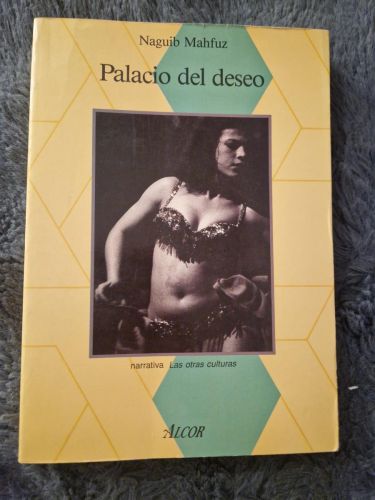 Naguib Mahfuz
Palacio del deseo
narrativa Las otras culturas
ALCOR